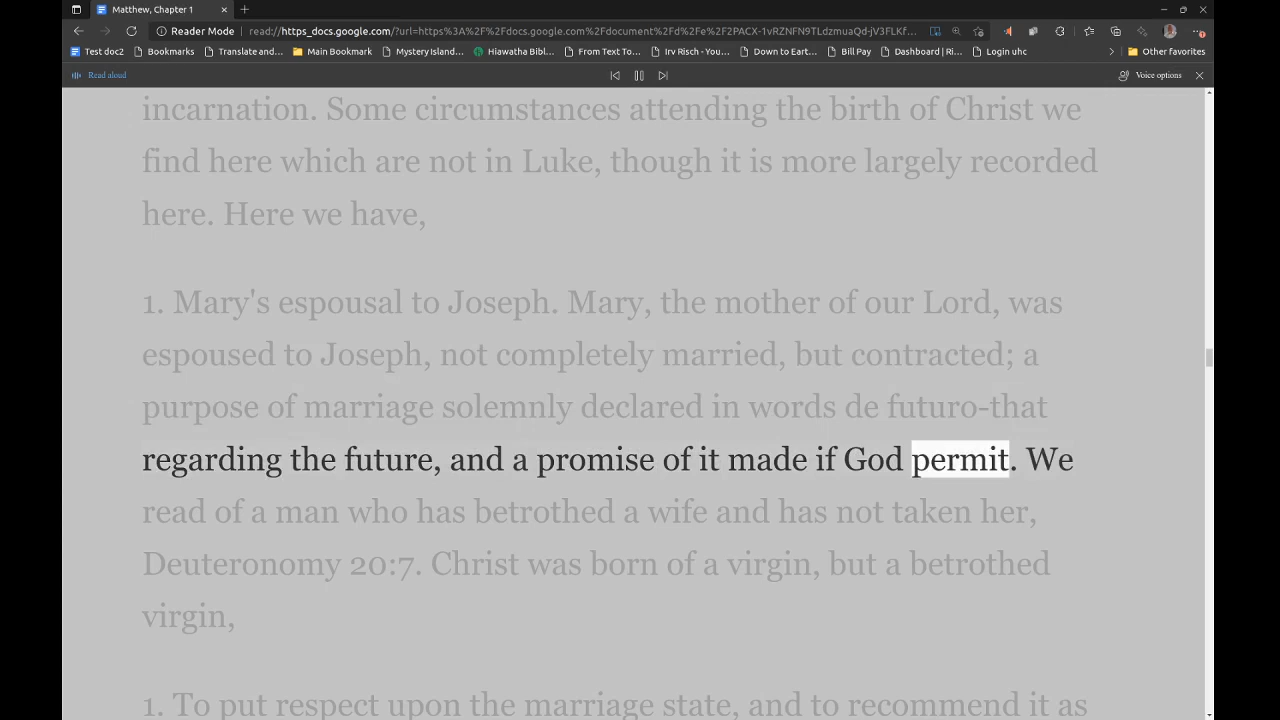 Matthew, Chapter 1
Reader Mode read://https_docs.google.com/?url=https%3A%2F%2Fdocs.google.com%2Fdocument%2Fd%2Fe%2F2PACX-1vRZNFN9TLdzmuaQd-jV3FLKf...
Test doc2 Bookmarks Translate and... Main Bookmark Mystery Island... Hiawatha Bibl... From Text To... Irv Risch - You... Down to Eart... Bill Pay Dashboard | Ri... Login uhc Other favorites
Read aloud Voice options
incarnation. Some circumstances attending the birth of Christ we
find here which are not in Luke, though it is more largely recorded
here. Here we have,
1. Mary's espousal to Joseph. Mary, the mother of our Lord, was
espoused to Joseph, not completely married, but contracted; a
purpose of marriage solemnly declared in words de futuro-that
regarding the future, and a promise of it made if God permit. We
read of a man who has betrothed a wife and has not taken her,
Deuteronomy 20:7. Christ was born of a virgin, but a betrothed
virgin,
1. To put respect upon the marriage state, and to recommend it as